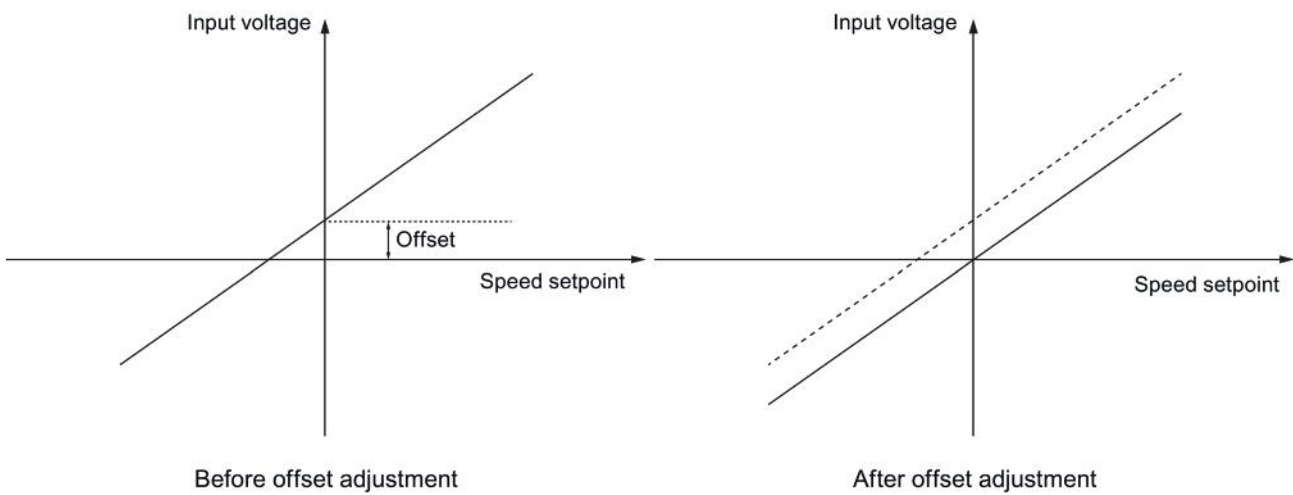 Input voltage
Offset
Speed setpoint
Before offset adjustment
Input voltage
Speed setpoint
After offset adjustment